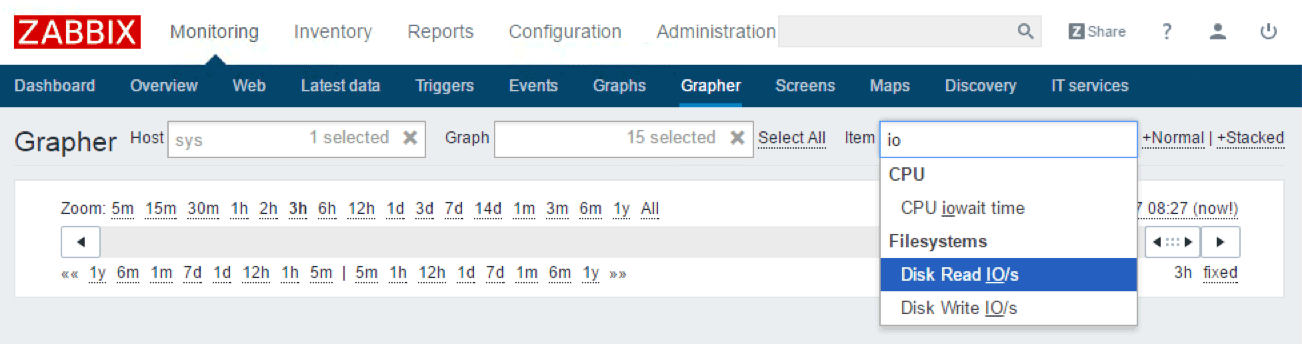 ZABBIX Monitoring Inventory Reports Configuration Administration Z Share ?
Dashboard Overview Web Latest data Triggers Events Graphs Grapher Screens Maps Discovery IT services
Grapher Host sys 1 selected Graph 15 selected Select All Item io +Normal | +Stacked
CPU
CPU iowait time
Filesystems
Disk Read IO/s
Disk Write IO/s
Zoom: 5m 15m 30m 1h 2h 3h 6h 12h 1d 3d 7d 14d 1m 3m 6m 1y All 7 08:27 (now!)
«« 1y 6m 1m 7d 1d 12h 1h 5m | 5m 1h 12h 1d 7d 1m 6m 1y »» 3h fixed